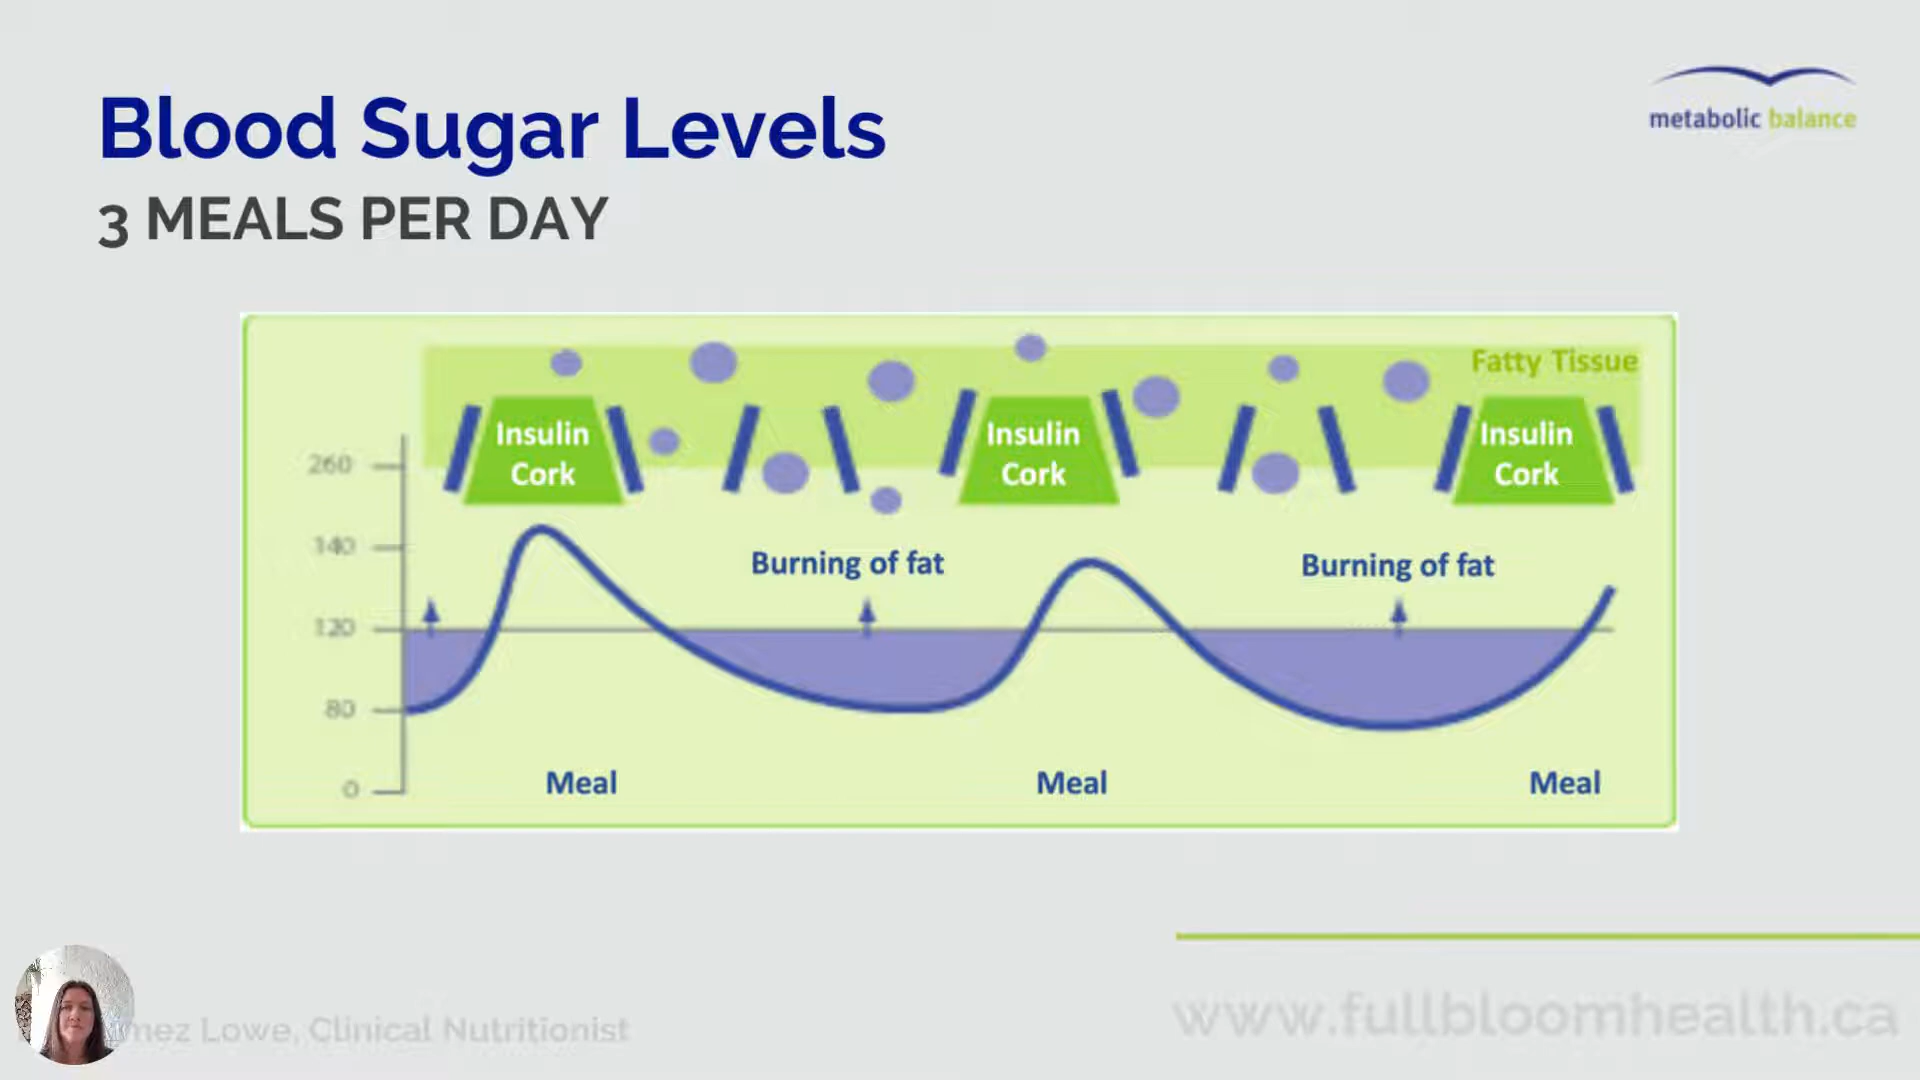 Blood Sugar Levels
3 MEALS PER DAY
metabolic balance
Fatty Tissue
Insulin Cork
Insulin Cork
Insulin Cork
260
140
120
80
0
Burning of fat
Burning of fat
Meal
Meal
Meal
Lowe, Clinical Nutritionist
www.fullbloomhealth.ca